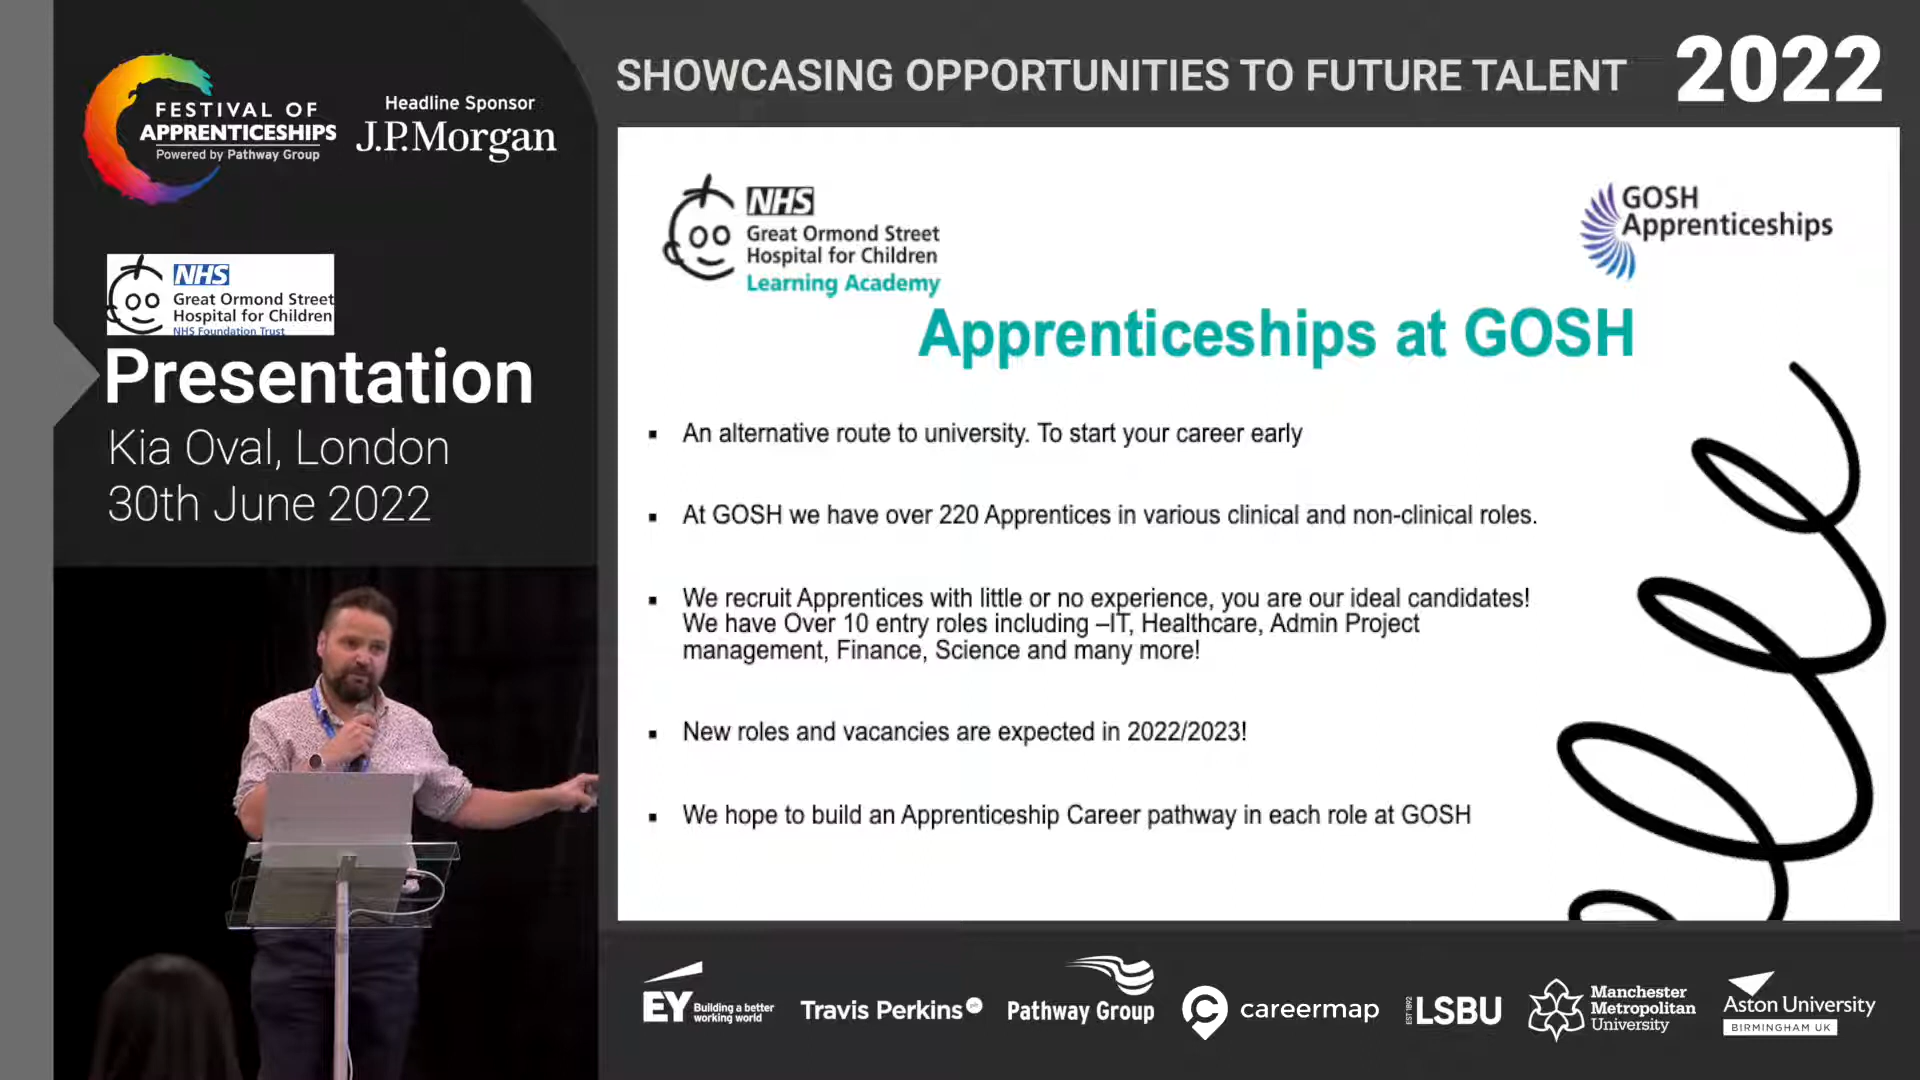 FESTIVAL OF
APPRENTICESHIPS
Powered by Pathway Group
Headline Sponsor
J.P.Morgan
NHS
Great Ormond Street
Hospital for Children
NHS Foundation Trust
Presentation
Kia Oval, London
30th June 2022
SHOWCASING OPPORTUNITIES TO FUTURE TALENT
2022
NHS
Great Ormond Street
Hospital for Children
Learning Academy
GOSH
Apprenticeships
Apprenticeships at GOSH
▪ An alternative route to university. To start your career early
▪ At GOSH we have over 220 Apprentices in various clinical and non-clinical roles.
▪ We recruit Apprentices with little or no experience, you are our ideal candidates!
We have Over 10 entry roles including –IT, Healthcare, Admin Project
management, Finance, Science and many more!
▪ New roles and vacancies are expected in 2022/2023!
▪ We hope to build an Apprenticeship Career pathway in each role at GOSH
EY
Building a better
working world
Travis Perkins
Pathway Group
careermap
EST 1892
LSBU
Manchester
Metropolitan
University
Aston University
BIRMINGHAM UK